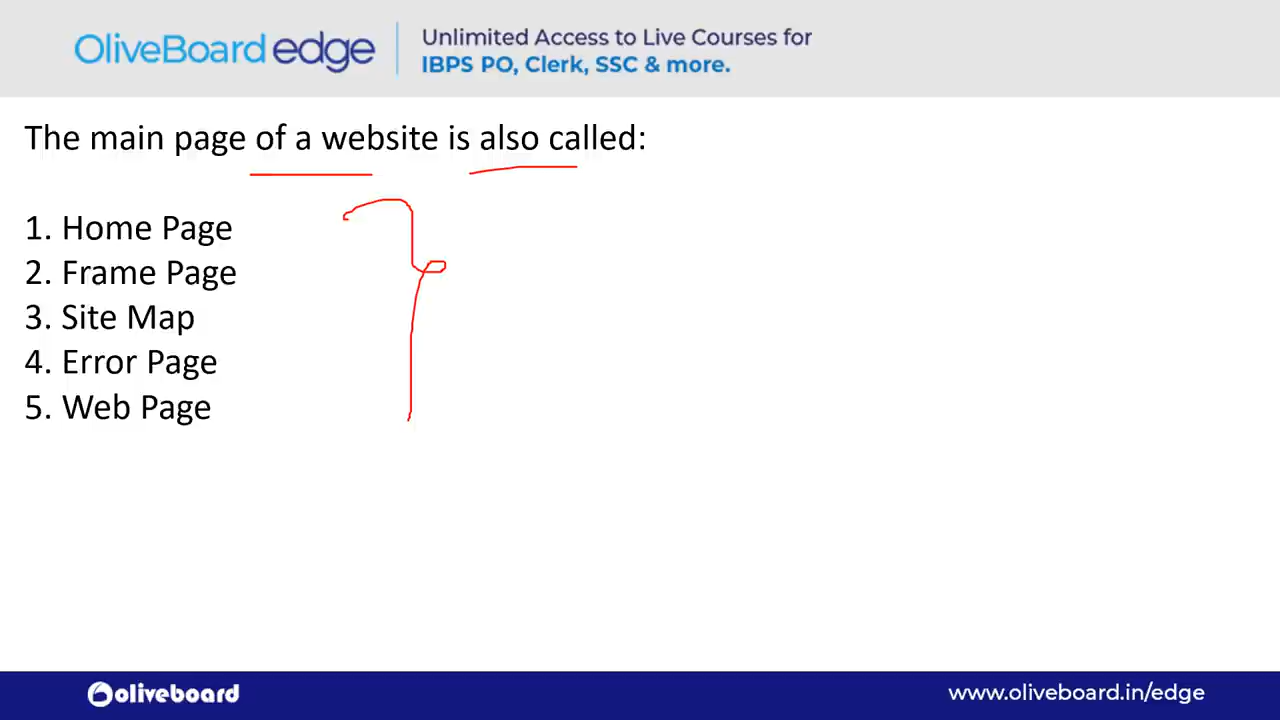 OliveBoard edge
Unlimited Access to Live Courses for
IBPS PO, Clerk, SSC & more.
The main page of a website is also called:
1. Home Page
2. Frame Page
3. Site Map
4. Error Page
5. Web Page
oliveboard
www.oliveboard.in/edge